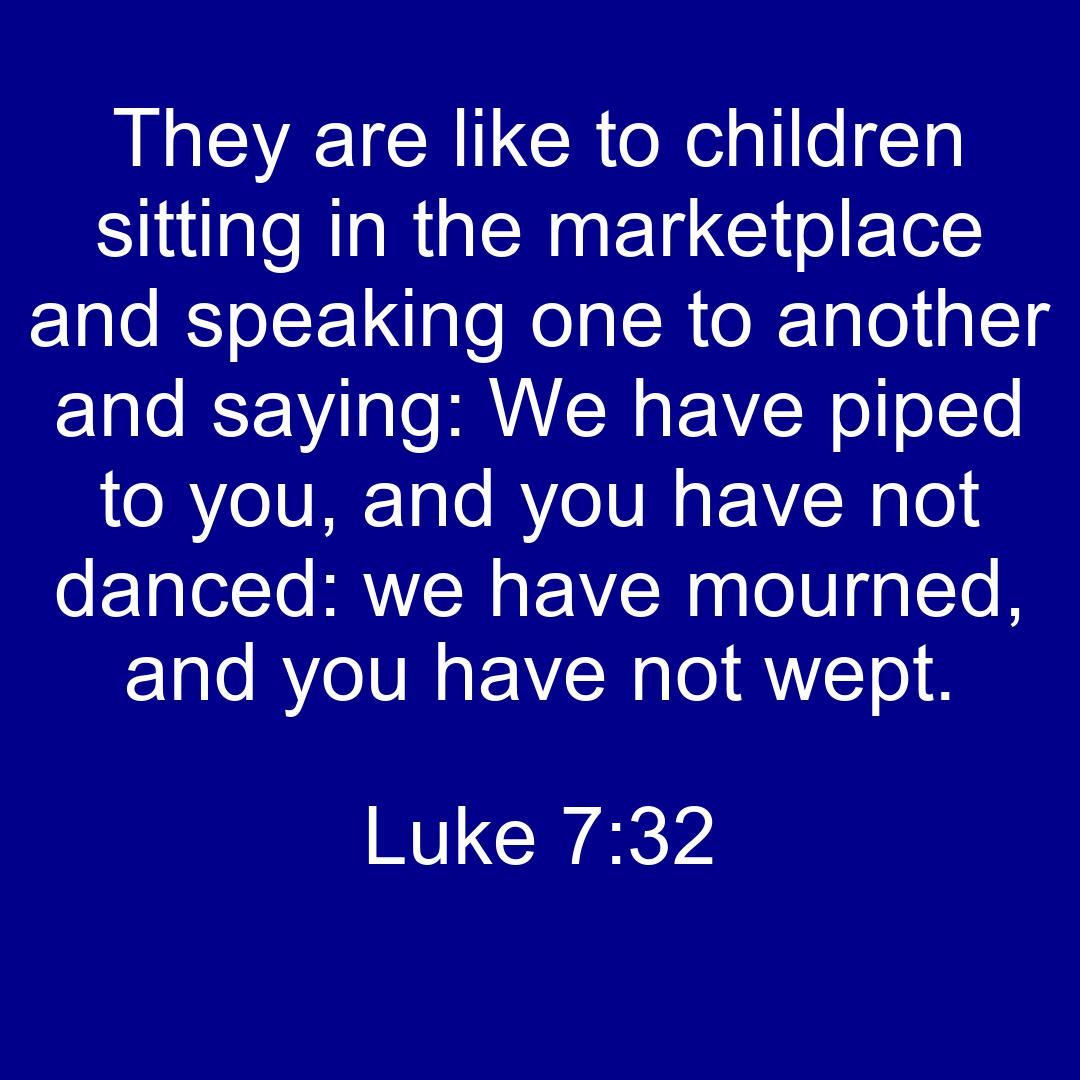 They are like to children
sitting in the marketplace
and speaking one to another
and saying: We have piped
to you, and you have not
danced: we have mourned,
and you have not wept.
Luke 7:32